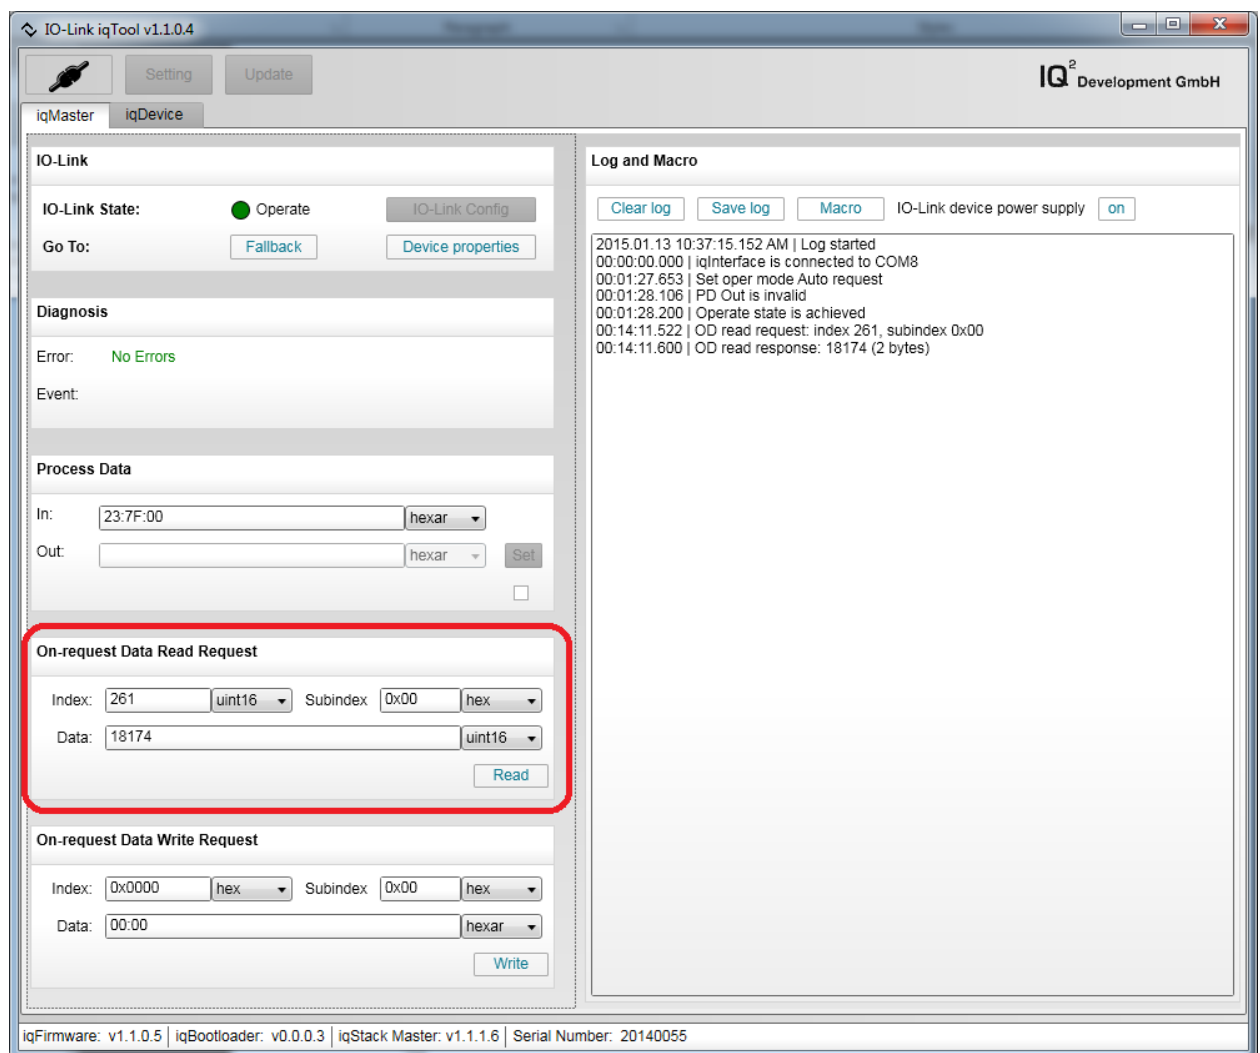 IO-Link iqTool v1.1.0.4
Setting Update
IQ2 Development GmbH
iqMaster iqDevice
IO-Link
IO-Link State: Operate IO-Link Config
Go To: Fallback Device properties
Diagnosis
Error: No Errors
Event:
Process Data
In: 23:7F:00 hexar
Out: hexar Set
On-request Data Read Request
Index: 261 uint16 Subindex 0x00 hex
Data: 18174 uint16
Read
On-request Data Write Request
Index: 0x0000 hex Subindex 0x00 hex
Data: 00:00 hexar
Write
Log and Macro
Clear log Save log Macro IO-Link device power supply on
2015.01.13 10:37:15.152 AM | Log started
00:00:00.000 | iqInterface is connected to COM8
00:01:27.653 | Set oper mode Auto request
00:01:28.106 | PD Out is invalid
00:01:28.200 | Operate state is achieved
00:14:11.522 | OD read request: index 261, subindex 0x00
00:14:11.600 | OD read response: 18174 (2 bytes)
iqFirmware: v1.1.0.5 | iqBootloader: v0.0.0.3 | iqStack Master: v1.1.1.6 | Serial Number: 20140055